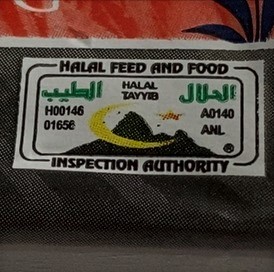 HALAL FEED AND FOOD
الطيب HALAL الحلال
TAYYIB
H00146 A0140
01656 ANL
®
INSPECTION AUTHORITY